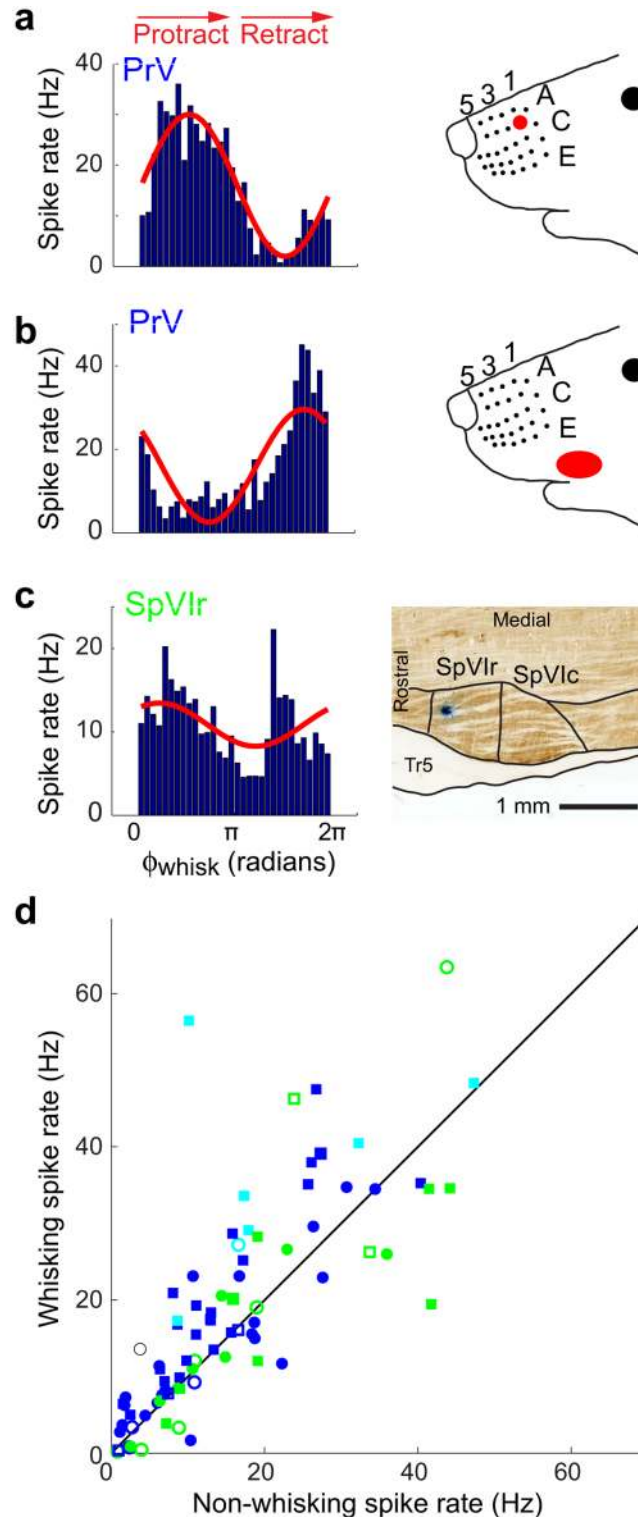 a
Protract Retract
PrV
Spike rate (Hz)
40
20
0
5 3 1 A
C
E
b
PrV
Spike rate (Hz)
40
20
0
5 3 1 A
C
E
c
SpVIr
Spike rate (Hz)
20
10
0
0 π 2π
ϕwhisk (radians)
Medial
Rostral
SpVIr
SpVIc
Tr5
1 mm
d
Whisking spike rate (Hz)
60
40
20
0
20 40 60
Non-whisking spike rate (Hz)